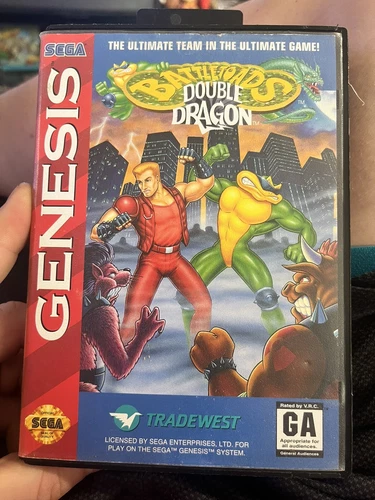 SEGA
THE ULTIMATE TEAM IN THE ULTIMATE GAME!
GENESIS
BATTLETOADS
DOUBLE
DRAGON™
SEGA
TRADEWEST
LICENSED BY SEGA ENTERPRISES, LTD. FOR
PLAY ON THE SEGA™ GENESIS™ SYSTEM.
Rated by V.R.C.
GA
Appropriate for
all audiences.
General Audiences